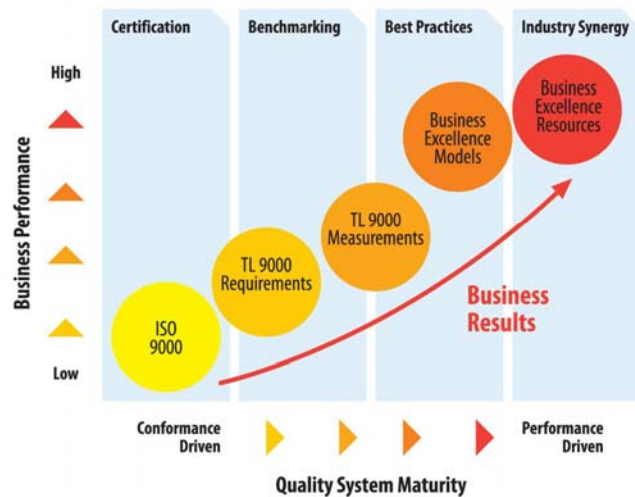 Certification
Benchmarking
Best Practices
Industry Synergy
High
Business Performance
Low
Business
Excellence
Resources
Business
Excellence
Models
TL 9000
Measurements
TL 9000
Requirements
ISO
9000
Business
Results
Conformance
Driven
Performance
Driven
Quality System Maturity